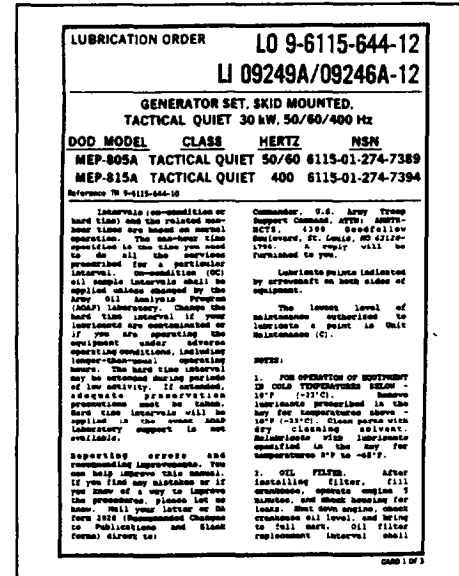 LUBRICATION ORDER
LO 9-6115-644-12
LI 09249A/09246A-12
GENERATOR SET, SKID MOUNTED,
TACTICAL QUIET 30 kW, 50/60/400 Hz
DOD MODEL CLASS HERTZ NSN
MEP-805A TACTICAL QUIET 50/60 6115-01-274-7389
MEP-815A TACTICAL QUIET 400 6115-01-274-7394
Reference TM 9-6115-644-10
Intervals (on-condition or
hard time) and the related man-
hour times are based on normal
operation. The man-hour time
specified is the time you need
to do all the services
prescribed for a particular
interval. On-condition (OC)
oil sample intervals shall be
applied unless changed by the
Army Oil Analysis Program
(AOAP) laboratory. Change the
hard time interval if your
lubricants are contaminated or
if you are operating the
equipment under adverse
operating conditions, including
longer-than-usual operating
hours. The hard time interval
may be extended during periods
of low activity. If extended,
adequate preservation
precautions must be taken.
Hard time intervals will be
applied in the event AOAP
laboratory support is not
available.
Reporting errors and
recommending improvements. You
can help improve this manual.
If you find any mistakes or if
you know of a way to improve
the procedures, please let us
know. Mail your letter or DA
Form 2028 (Recommended Changes
to Publications and Blank
Forms) direct to:
Commander, U.S. Army Troop
Support Command, ATTN: AMSTR-
MCTS, 4300 Goodfellow
Boulevard, St. Louis, MO 63120-
1798. A reply will be
furnished to you.
Lubricate points indicated
by arrowshaft on both sides of
equipment.
The lowest level of
maintenance authorized to
lubricate a point is Unit
Maintenance (C).
NOTES:
1. FOR OPERATION OF EQUIPMENT
IN COLD TEMPERATURES BELOW -
10°F (-23°C). Remove
lubricants prescribed in the
key for temperatures above -
10°F (-23°C). Clean parts with
dry cleaning solvent.
Relubricate with lubricants
specified in the key for
temperatures 0°F to -65°F.
2. OIL FILTER. After
installing filter, fill
crankcase, operate engine 5
minutes, and check housing for
leaks. Shut down engine, check
crankcase oil level, and bring
to full mark. Oil filter
replacement interval shall
CARD 1 OF 3